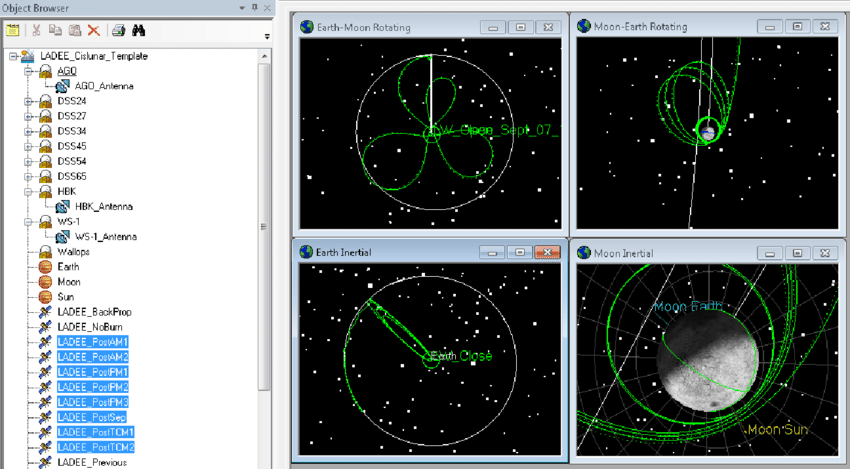 Object Browser
LADEE_Cislunar_Template
AGO
AGO_Antenna
DSS24
DSS27
DSS34
DSS45
DSS54
DSS65
HBK
HBK_Antenna
WS-1
WS-1_Antenna
Wallops
Earth
Moon
Sun
LADEE_BackProp
LADEE_NoBurn
LADEE_PostAM1
LADEE_PostAM2
LADEE_PostPM1
LADEE_PostPM2
LADEE_PostPM3
LADEE_PostSep
LADEE_PostTCM1
LADEE_PostTCM2
LADEE_Previous
Earth-Moon Rotating
W_Open_Sept_07_
Moon-Earth Rotating
Earth Inertial
Earth Close
Moon Inertial
Moon Earth
Moon Sun